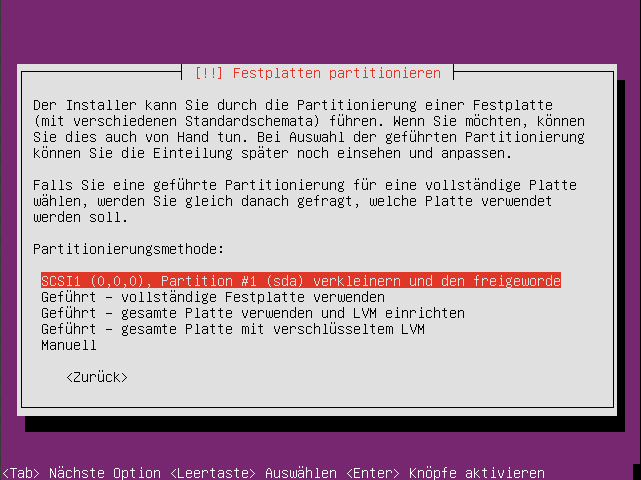 [!!] Festplatten partitionieren
Der Installer kann Sie durch die Partitionierung einer Festplatte
(mit verschiedenen Standardschemata) führen. Wenn Sie möchten, können
Sie dies auch von Hand tun. Bei Auswahl der geführten Partitionierung
können Sie die Einteilung später noch einsehen und anpassen.
Falls Sie eine geführte Partitionierung für eine vollständige Platte
wählen, werden Sie gleich danach gefragt, welche Platte verwendet
werden soll.
Partitionierungsmethode:
SCSI1 (0,0,0), Partition #1 (sda) verkleinern und den freigeworde
Geführt - vollständige Festplatte verwenden
Geführt - gesamte Platte verwenden und LVM einrichten
Geführt - gesamte Platte mit verschlüsseltem LVM
Manuell
<Zurück>
<Tab> Nächste Option <Leertaste> Auswählen <Enter> Knöpfe aktivieren